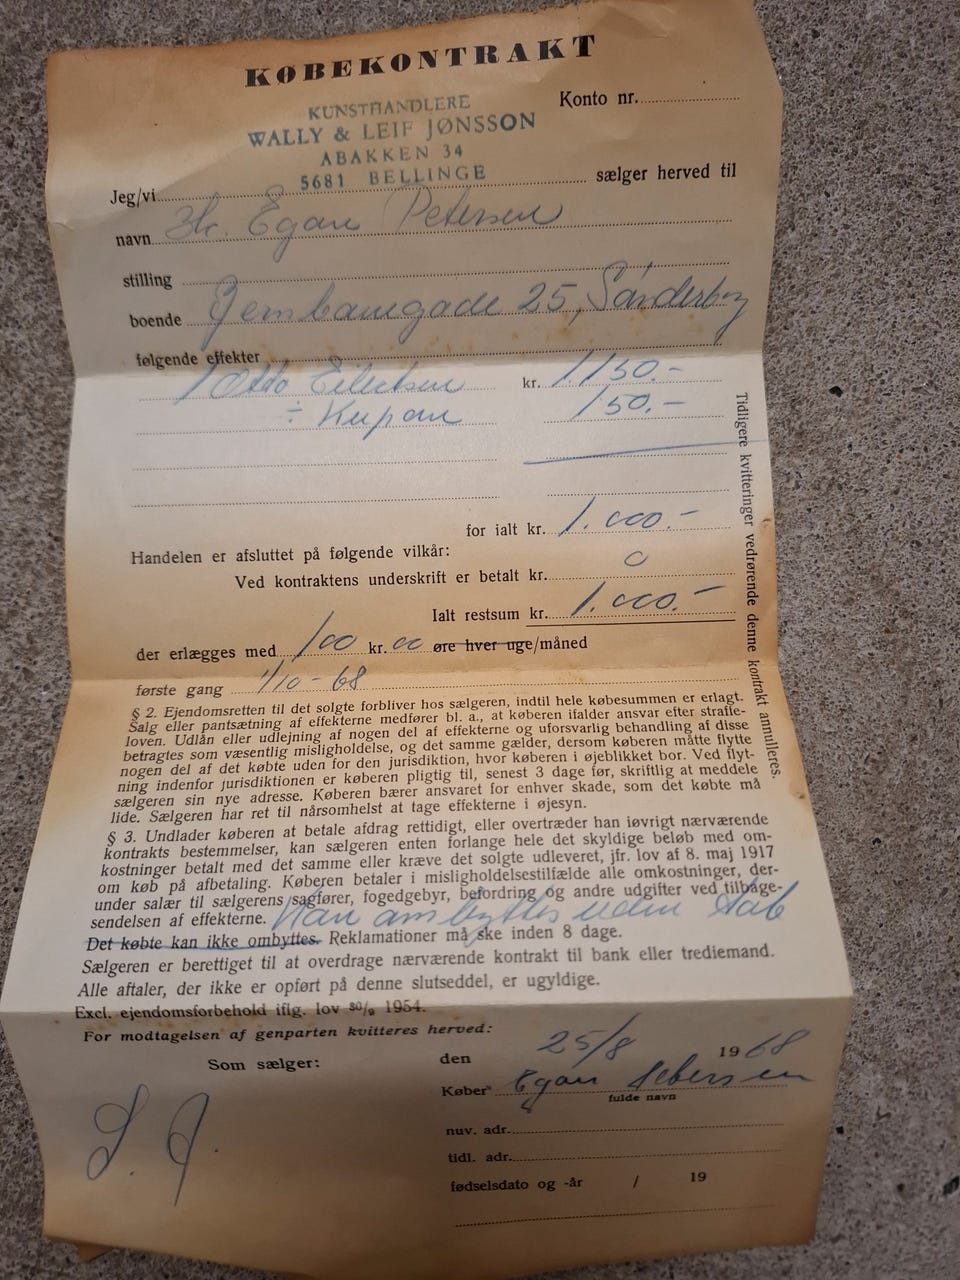 KØBEKONTRAKT
Konto nr.
KUNSTHANDLERE
WALLY & LEIF JØNSSON
ABAKKEN 34
5681 BELLINGE
Jeg/vi sælger herved til
navn Hr. Egon Petersen
stilling
boende Jernbanegade 25, Sønderborg
følgende effekter
1 Otto Eilertsen kr. 1.150.-
÷ Kupon 150.-
for ialt kr. 1.000.-
Handelen er afsluttet på følgende vilkår:
Ved kontraktens underskrift er betalt kr. 0
Ialt restsum kr. 1.000.-
der erlægges med 100 kr. 00 øre hver uge/måned
første gang 1/10-68
§ 2. Ejendomsretten til det solgte forbliver hos sælgeren, indtil hele købesummen er erlagt.
Salg eller pantsætning af effekterne medfører bl. a., at køberen ifalder ansvar efter straffe-
loven. Udlån eller udlejning af nogen del af effekterne og uforsvarlig behandling af disse
betragtes som væsentlig misligholdelse, og det samme gælder, dersom køberen måtte flytte
nogen del af det købte uden for den jurisdiktion, hvor køberen i øjeblikket bor. Ved flyt-
ning indenfor jurisdiktionen er køberen pligtig til, senest 3 dage før, skriftlig at meddele
sælgeren sin nye adresse. Køberen bærer ansvaret for enhver skade, som det købte må
lide. Sælgeren har ret til nårsomhelst at tage effekterne i øjesyn.
§ 3. Undlader køberen at betale afdrag rettidigt, eller overtræder han iøvrigt nærværende
kontrakts bestemmelser, kan sælgeren enten forlange hele det skyldige beløb med om-
kostninger betalt med det samme eller kræve det solgte udleveret, jfr. lov af 8. maj 1917
om køb på afbetaling. Køberen betaler i misligholdelsestilfælde alle omkostninger, der-
under salær til sælgerens sagfører, fogedgebyr, befordring og andre udgifter ved tilbage-
sendelsen af effekterne. Kan ombyttes uden Tab
Det købte kan ikke ombyttes. Reklamationer må ske inden 8 dage.
Sælgeren er berettiget til at overdrage nærværende kontrakt til bank eller trediemand.
Alle aftaler, der ikke er opført på denne slutseddel, er ugyldige.
Excl. ejendomsforbehold iflg. lov 30/9 1954.
For modtagelsen af genparten kvitteres herved:
Som sælger: den 25/8 1968
L. J.
Køber Egon Petersen
fulde navn
nuv. adr.
tidl. adr.
fødselsdato og -år / 19
Tidligere kvitteringer vedrørende denne kontrakt annulleres.